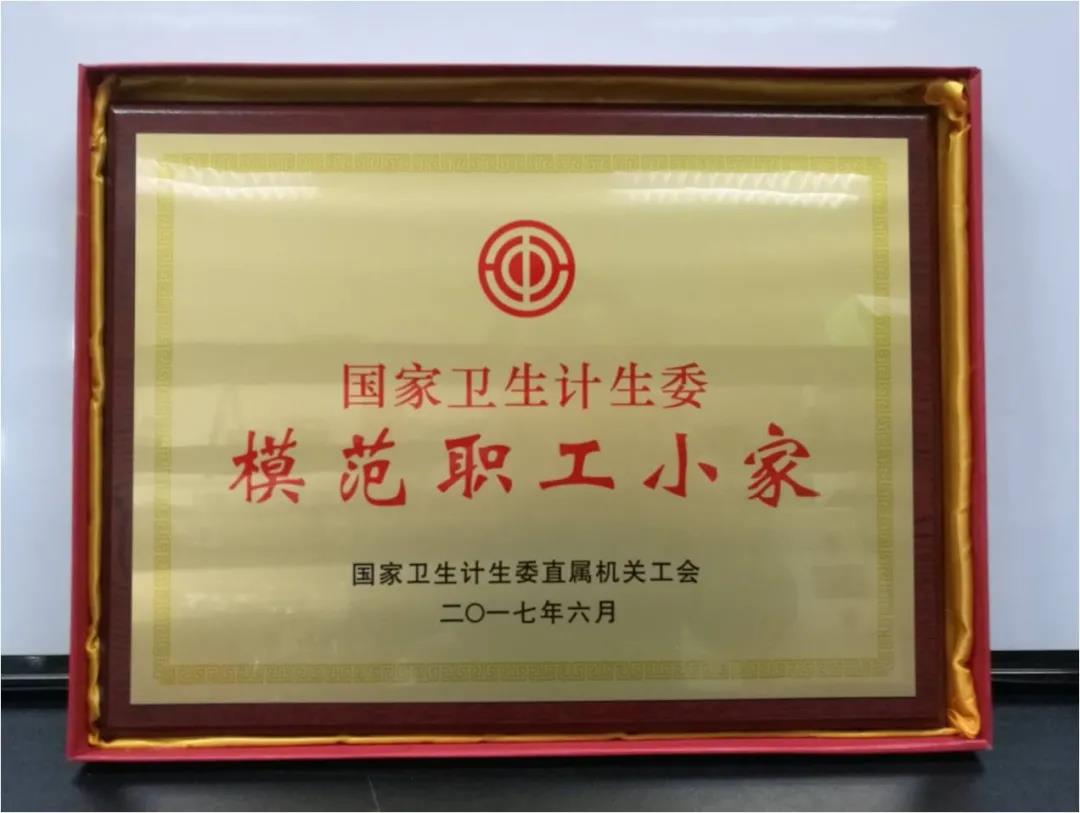 国家卫生计生委
模范职工小家
国家卫生计生委直属机关工会
二〇一七年六月